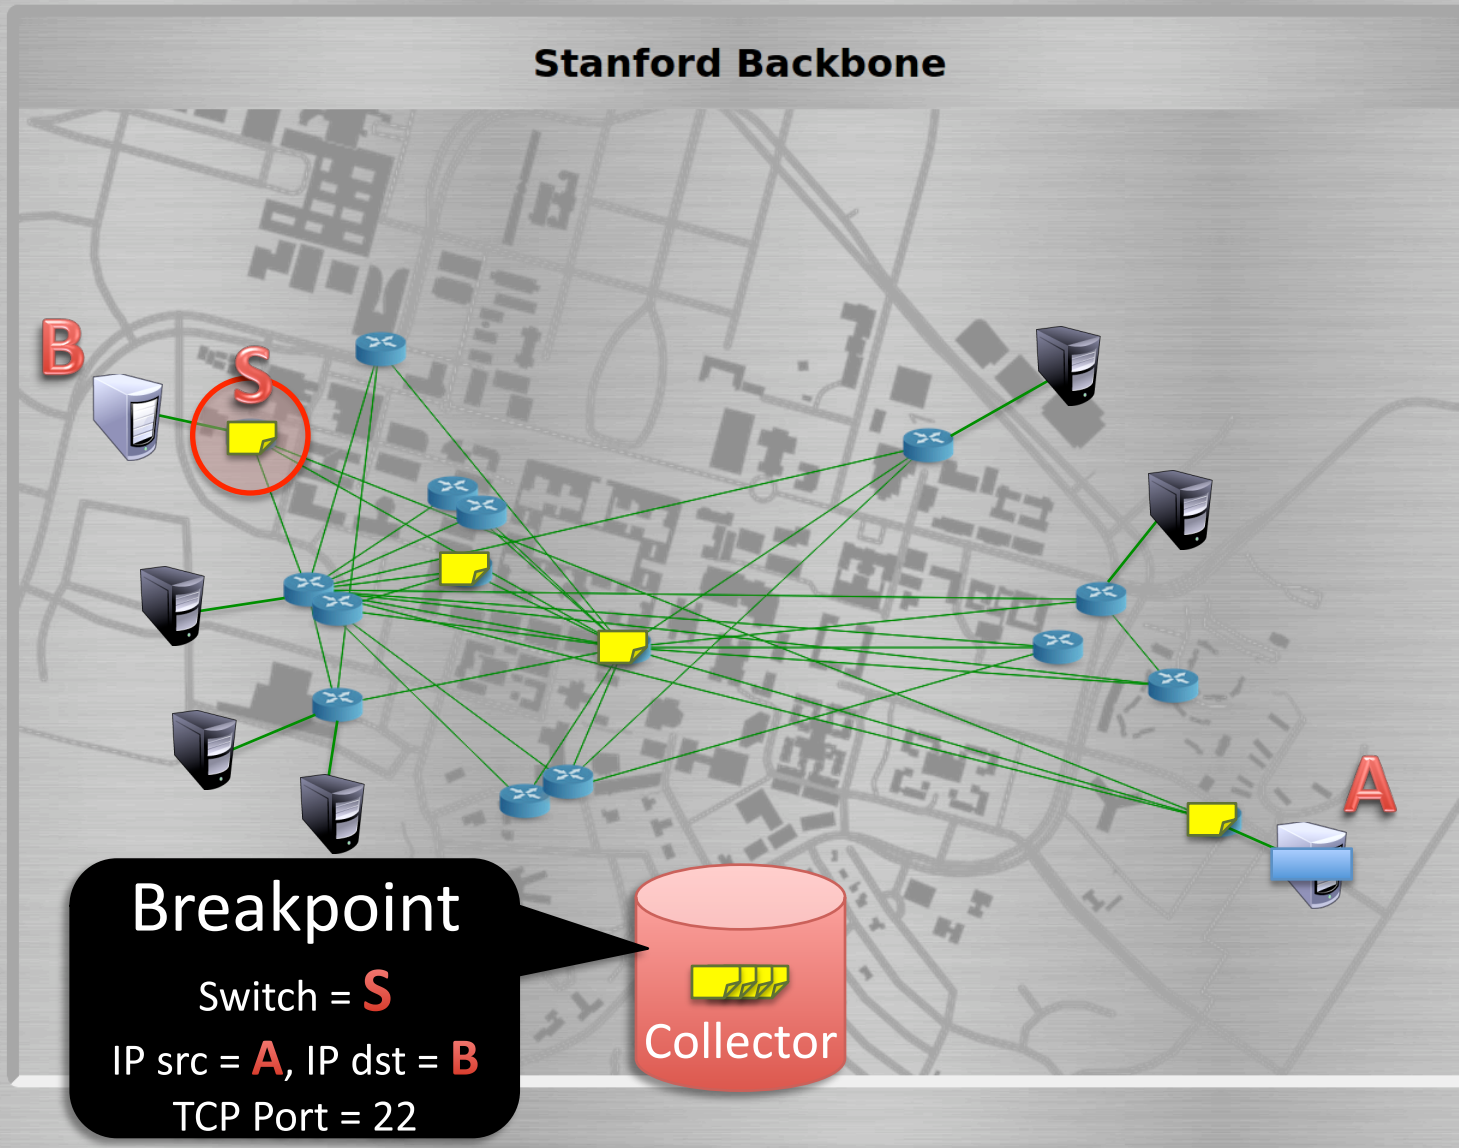 Stanford Backbone
B
S
A
Breakpoint
Switch = S
IP src = A, IP dst = B
TCP Port = 22
Collector